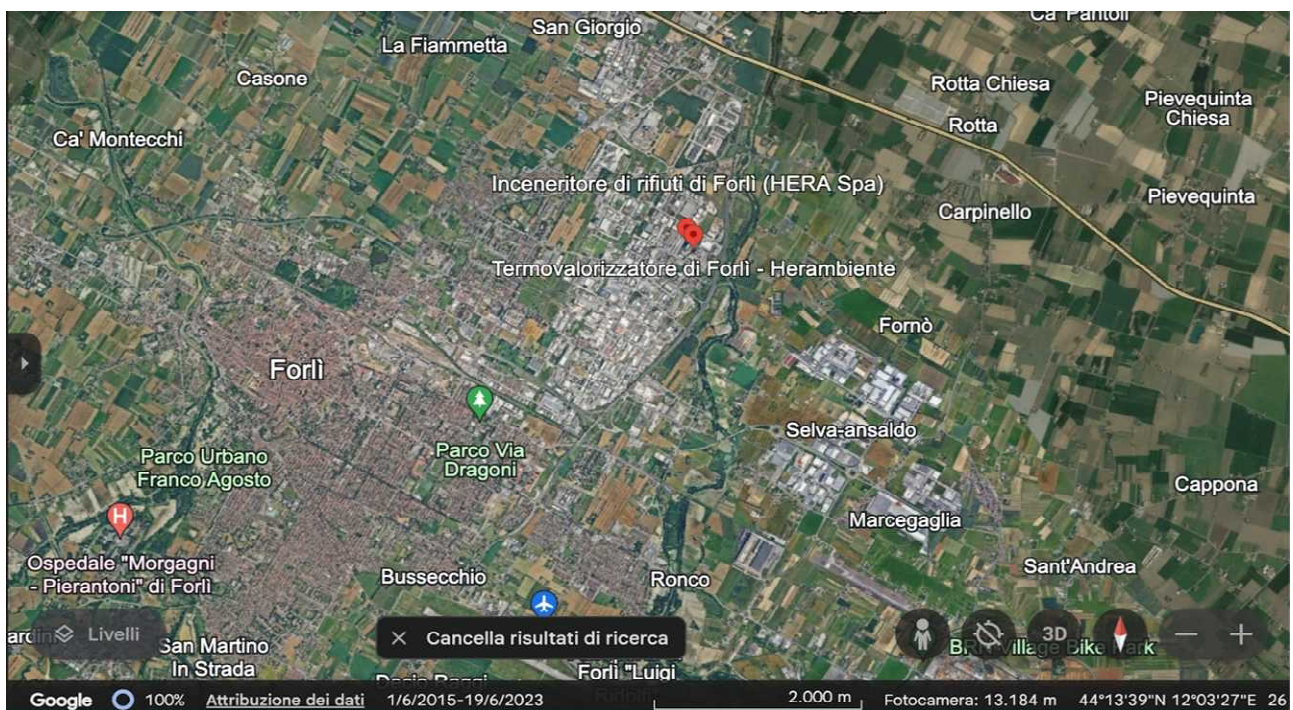 San Giorgio
La Fiammetta
Casone
Rotta Chiesa
Pievequinta
Chiesa
Ca' Montecchi
Rotta
Inceneritore di rifiuti di Forlì (HERA Spa)
Pievequinta
Carpinello
Termovalorizzatore di Forlì - Herambiente
Fornò
Forlì
Selva-ansaldo
Parco Via
Dragoni
Parco Urbano
Franco Agosto
Cappona
H
Marcegaglia
Ospedale "Morgagni
- Pierantoni" di Forlì
Bussecchio
Ronco
Sant'Andrea
Livelli
Cancella risultati di ricerca
3D
San Martino
In Strada
Village Bike Park
Forlì "Luigi
Google 100% Attribuzione dei dati 1/6/2015-19/6/2023 2.000 m Fotocamera: 13.184 m 44°13'39"N 12°03'27"E 26